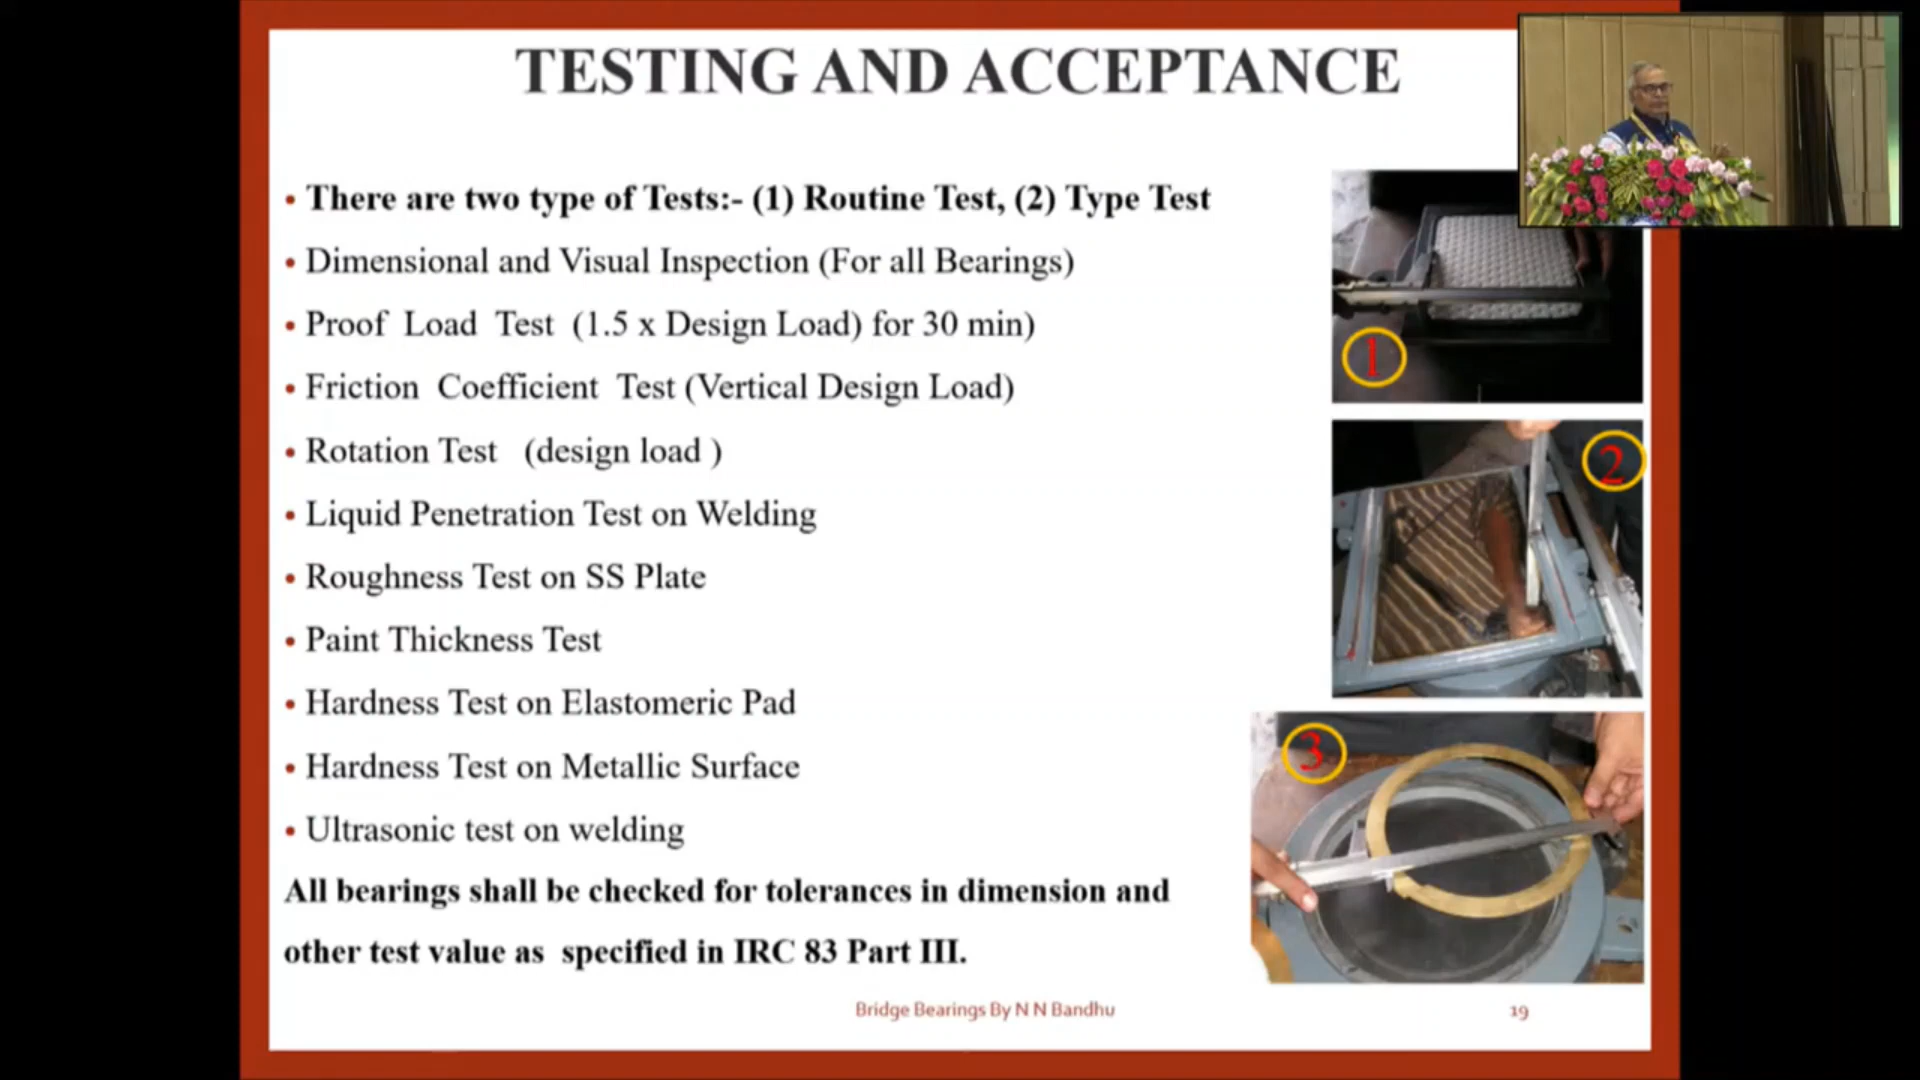 TESTING AND ACCEPTANCE
• There are two type of Tests:- (1) Routine Test, (2) Type Test
• Dimensional and Visual Inspection (For all Bearings)
• Proof Load Test (1.5 x Design Load) for 30 min)
• Friction Coefficient Test (Vertical Design Load)
• Rotation Test (design load )
• Liquid Penetration Test on Welding
• Roughness Test on SS Plate
• Paint Thickness Test
• Hardness Test on Elastomeric Pad
• Hardness Test on Metallic Surface
• Ultrasonic test on welding
All bearings shall be checked for tolerances in dimension and
other test value as specified in IRC 83 Part III.
1
2
3
Bridge Bearings By N N Bandhu
19